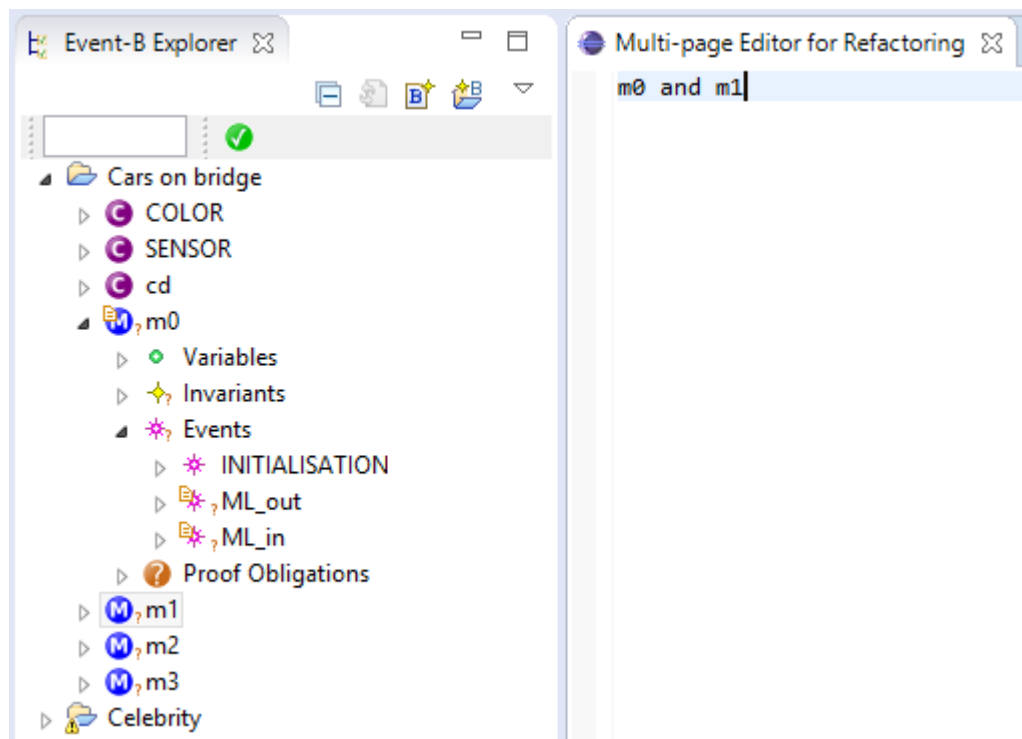 Event-B Explorer
Multi-page Editor for Refactoring
m0 and m1
Cars on bridge
COLOR
SENSOR
cd
m0
Variables
Invariants
Events
INITIALISATION
ML_out
ML_in
Proof Obligations
m1
m2
m3
Celebrity